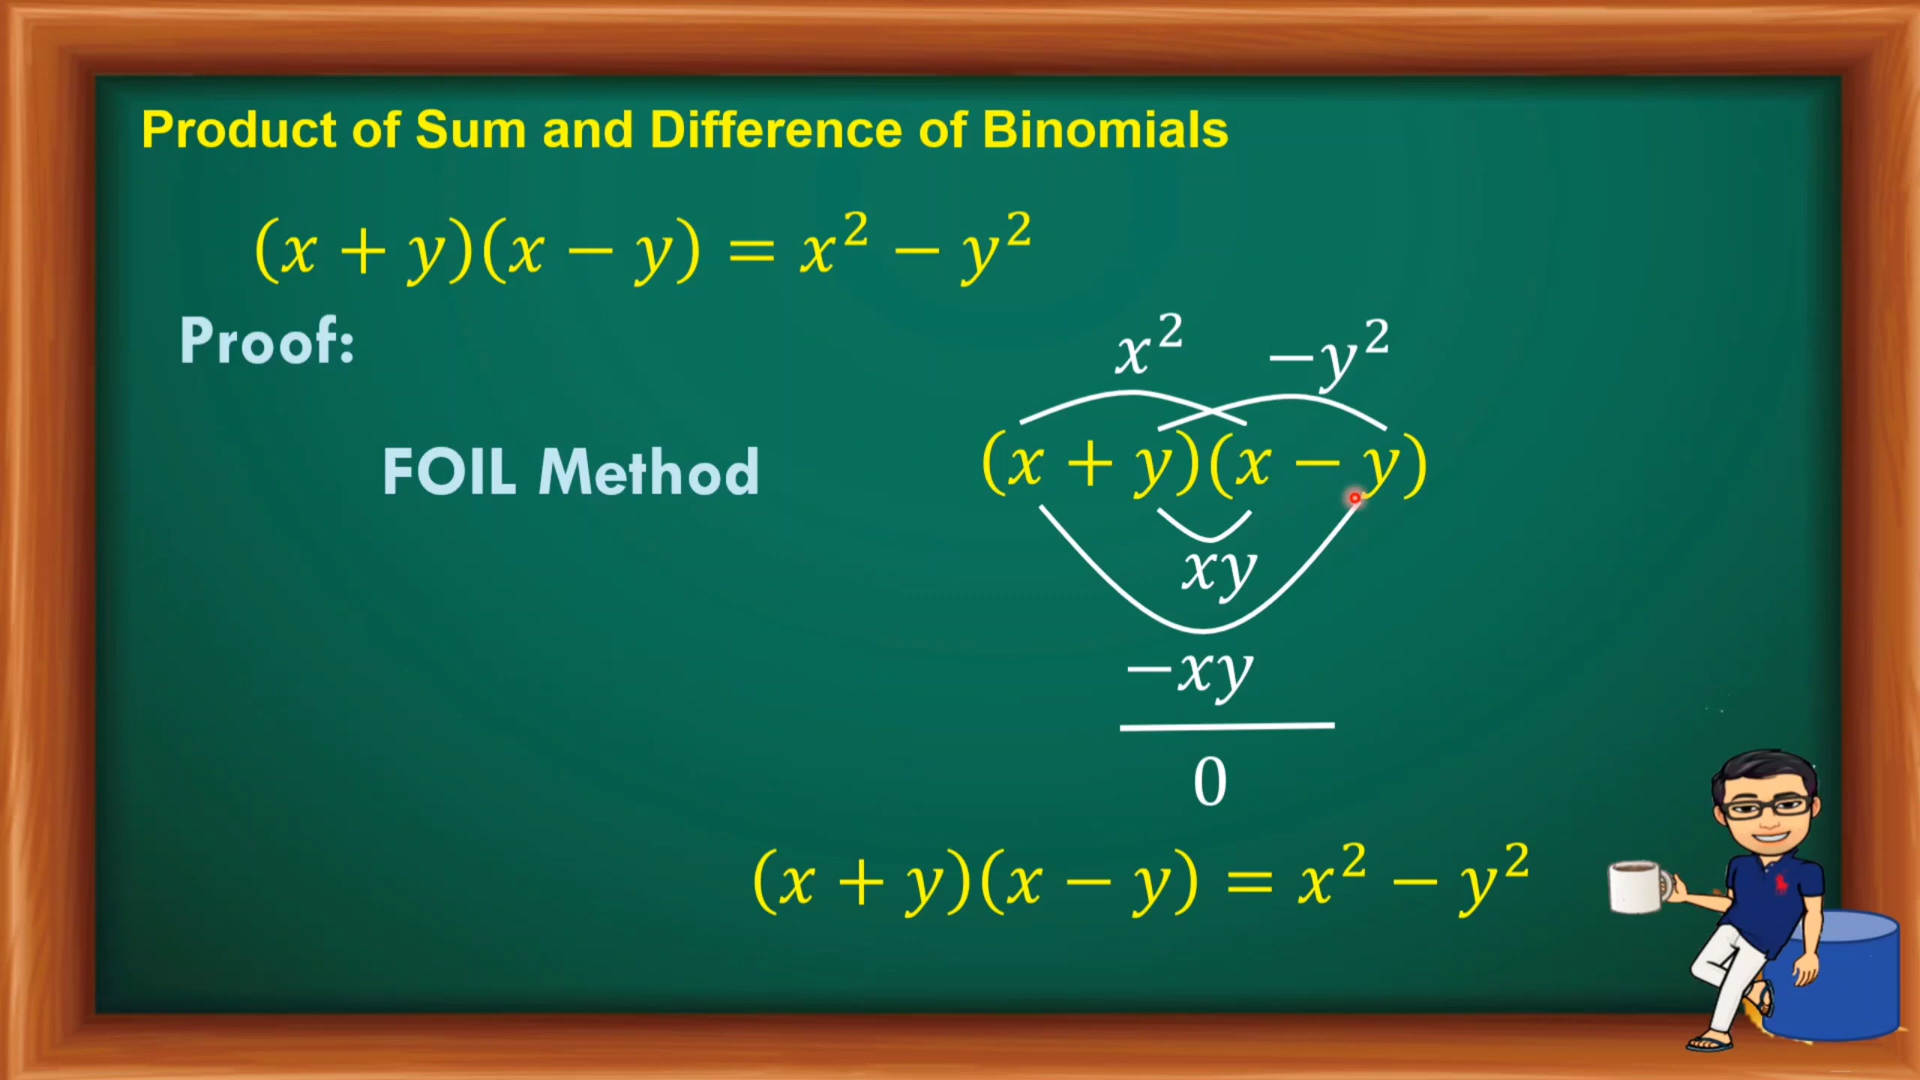 Product of Sum and Difference of Binomials
(x + y)(x − y) = x² − y²
Proof:
x² −y²
FOIL Method (x + y)(x − y)
xy
−xy
0
(x + y)(x − y) = x² − y²